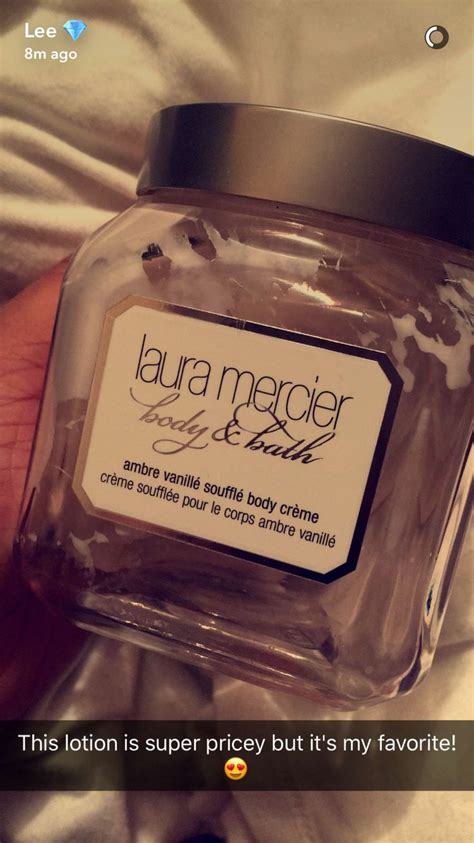 Lee 💎
8m ago
laura mercier
body & bath
ambre vanillé soufflé body crème
crème soufflée pour le corps ambre vanillé
This lotion is super pricey but it's my favorite!
😍